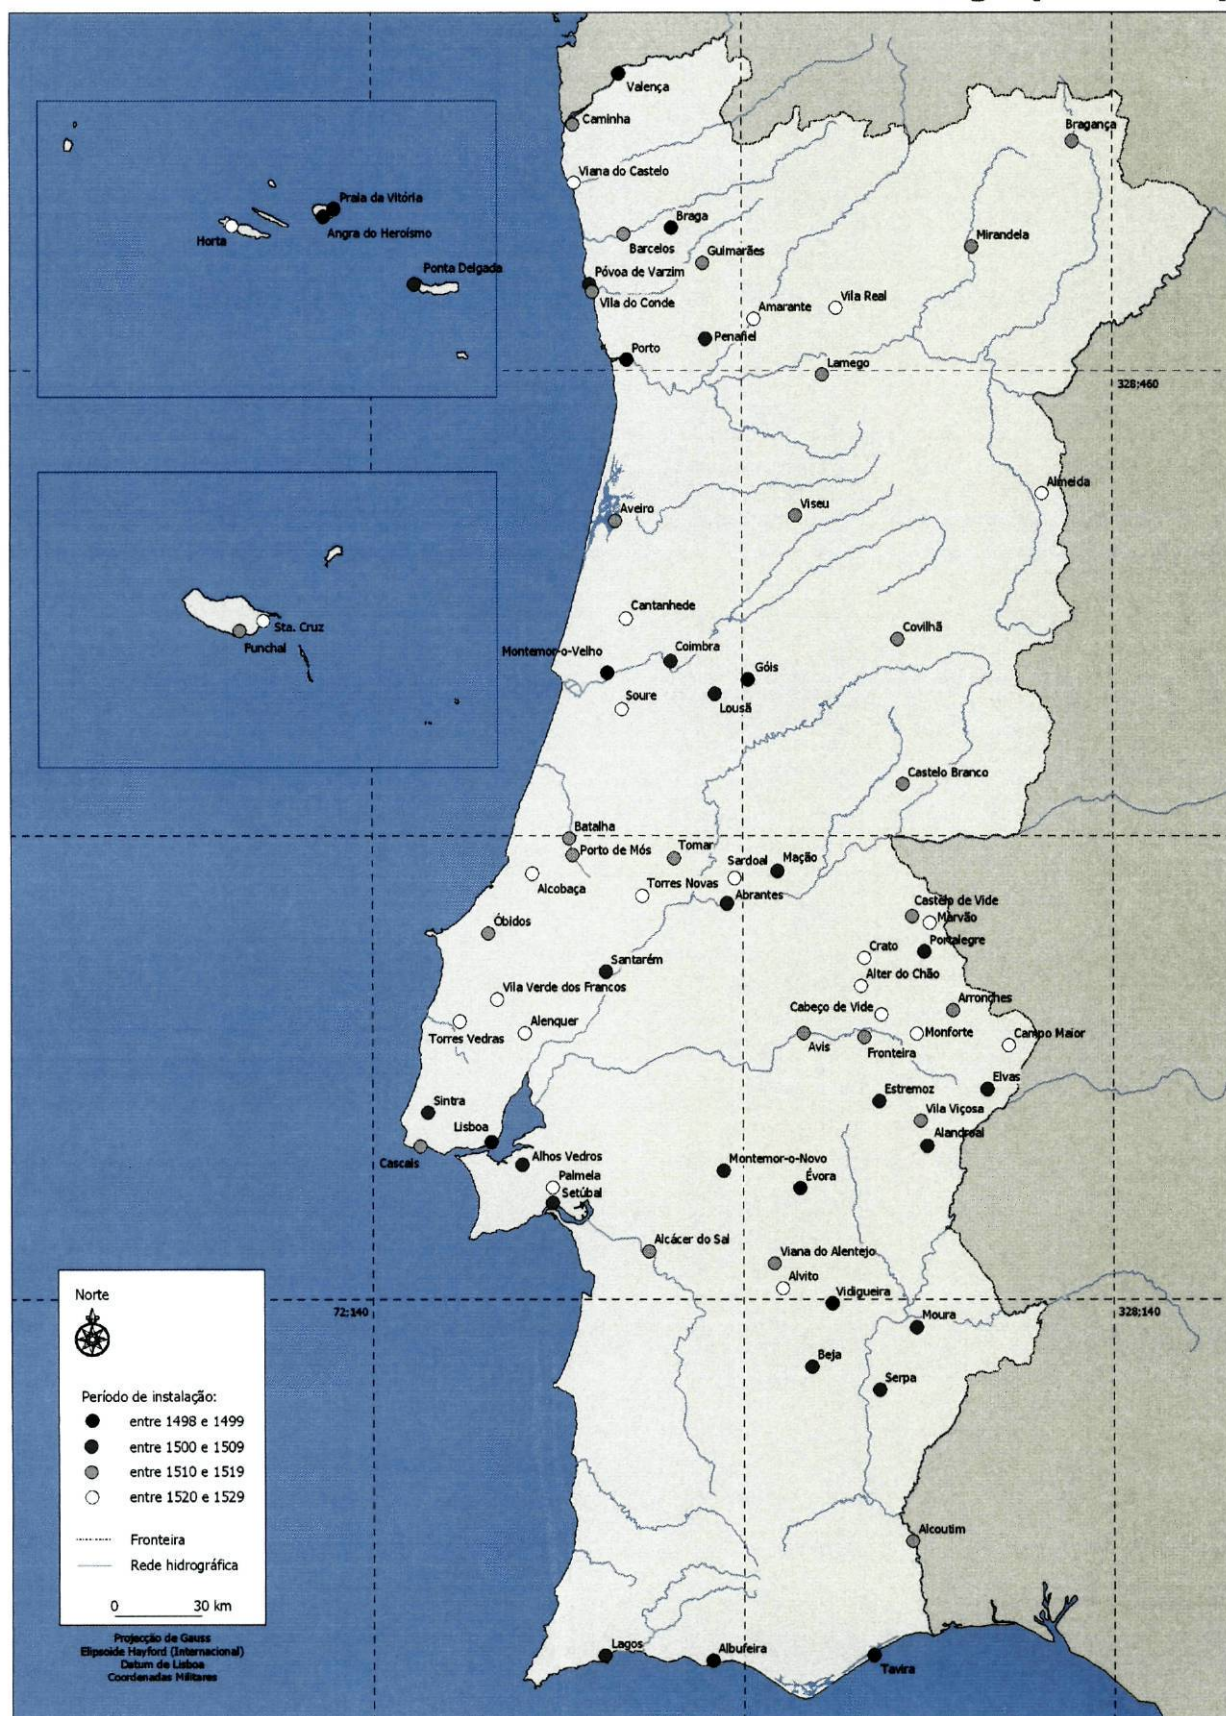 Valença
Caminha
Bragança
Viana do Castelo
Praia da Vitória
Horta
Angra do Heroísmo
Braga
Barcelos
Guimarães
Mirandela
Ponta Delgada
Póvoa de Varzim
Vila do Conde
Amarante
Vila Real
Penafiel
Porto
Lamego
328;460
Almeida
Aveiro
Viseu
Cantanhede
Sta. Cruz
Funchal
Covilhã
Montemor-o-Velho
Coimbra
Góis
Soure
Lousã
Castelo Branco
Batalha
Porto de Mós
Tomar
Sardoal
Mação
Alcobaça
Torres Novas
Abrantes
Castelo de Vide
Marvão
Óbidos
Portalegre
Crato
Santarém
Alter do Chão
Vila Verde dos Francos
Arronches
Cabeço de Vide
Alenquer
Torres Vedras
Monforte
Campo Maior
Avis
Fronteira
Elvas
Estremoz
Sintra
Vila Viçosa
Lisboa
Alandroal
Cascais
Alhos Vedros
Montemor-o-Novo
Palmela
Évora
Setúbal
Alcácer do Sal
Viana do Alentejo
Alvito
Vidigueira
72;140
328;140
Moura
Beja
Serpa
Norte
Período de instalação:
entre 1498 e 1499
entre 1500 e 1509
entre 1510 e 1519
entre 1520 e 1529
Fronteira
Rede hidrográfica
0 30 km
Projecção de Gauss
Elipsoide Hayford (Internacional)
Datum de Lisboa
Coordenadas Militares
Alcoutim
Lagos
Albufeira
Tavira